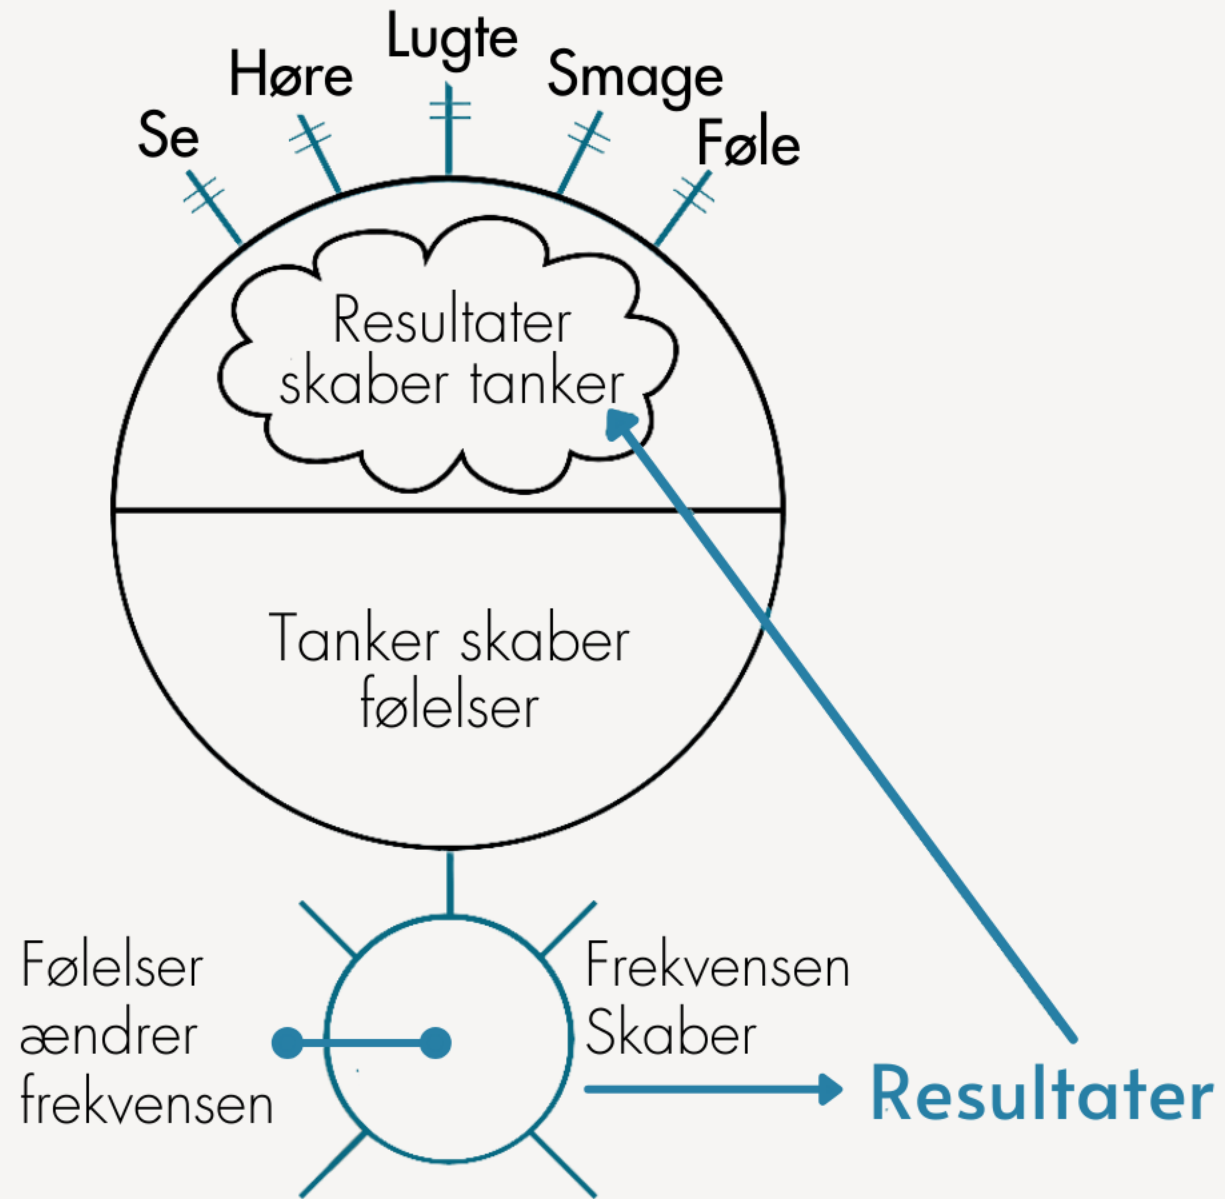 Se
Høre
Lugte
Smage
Føle
Resultater
skaber tanker
Tanker skaber
følelser
Følelser
ændrer
frekvensen
Frekvensen
Skaber
Resultater